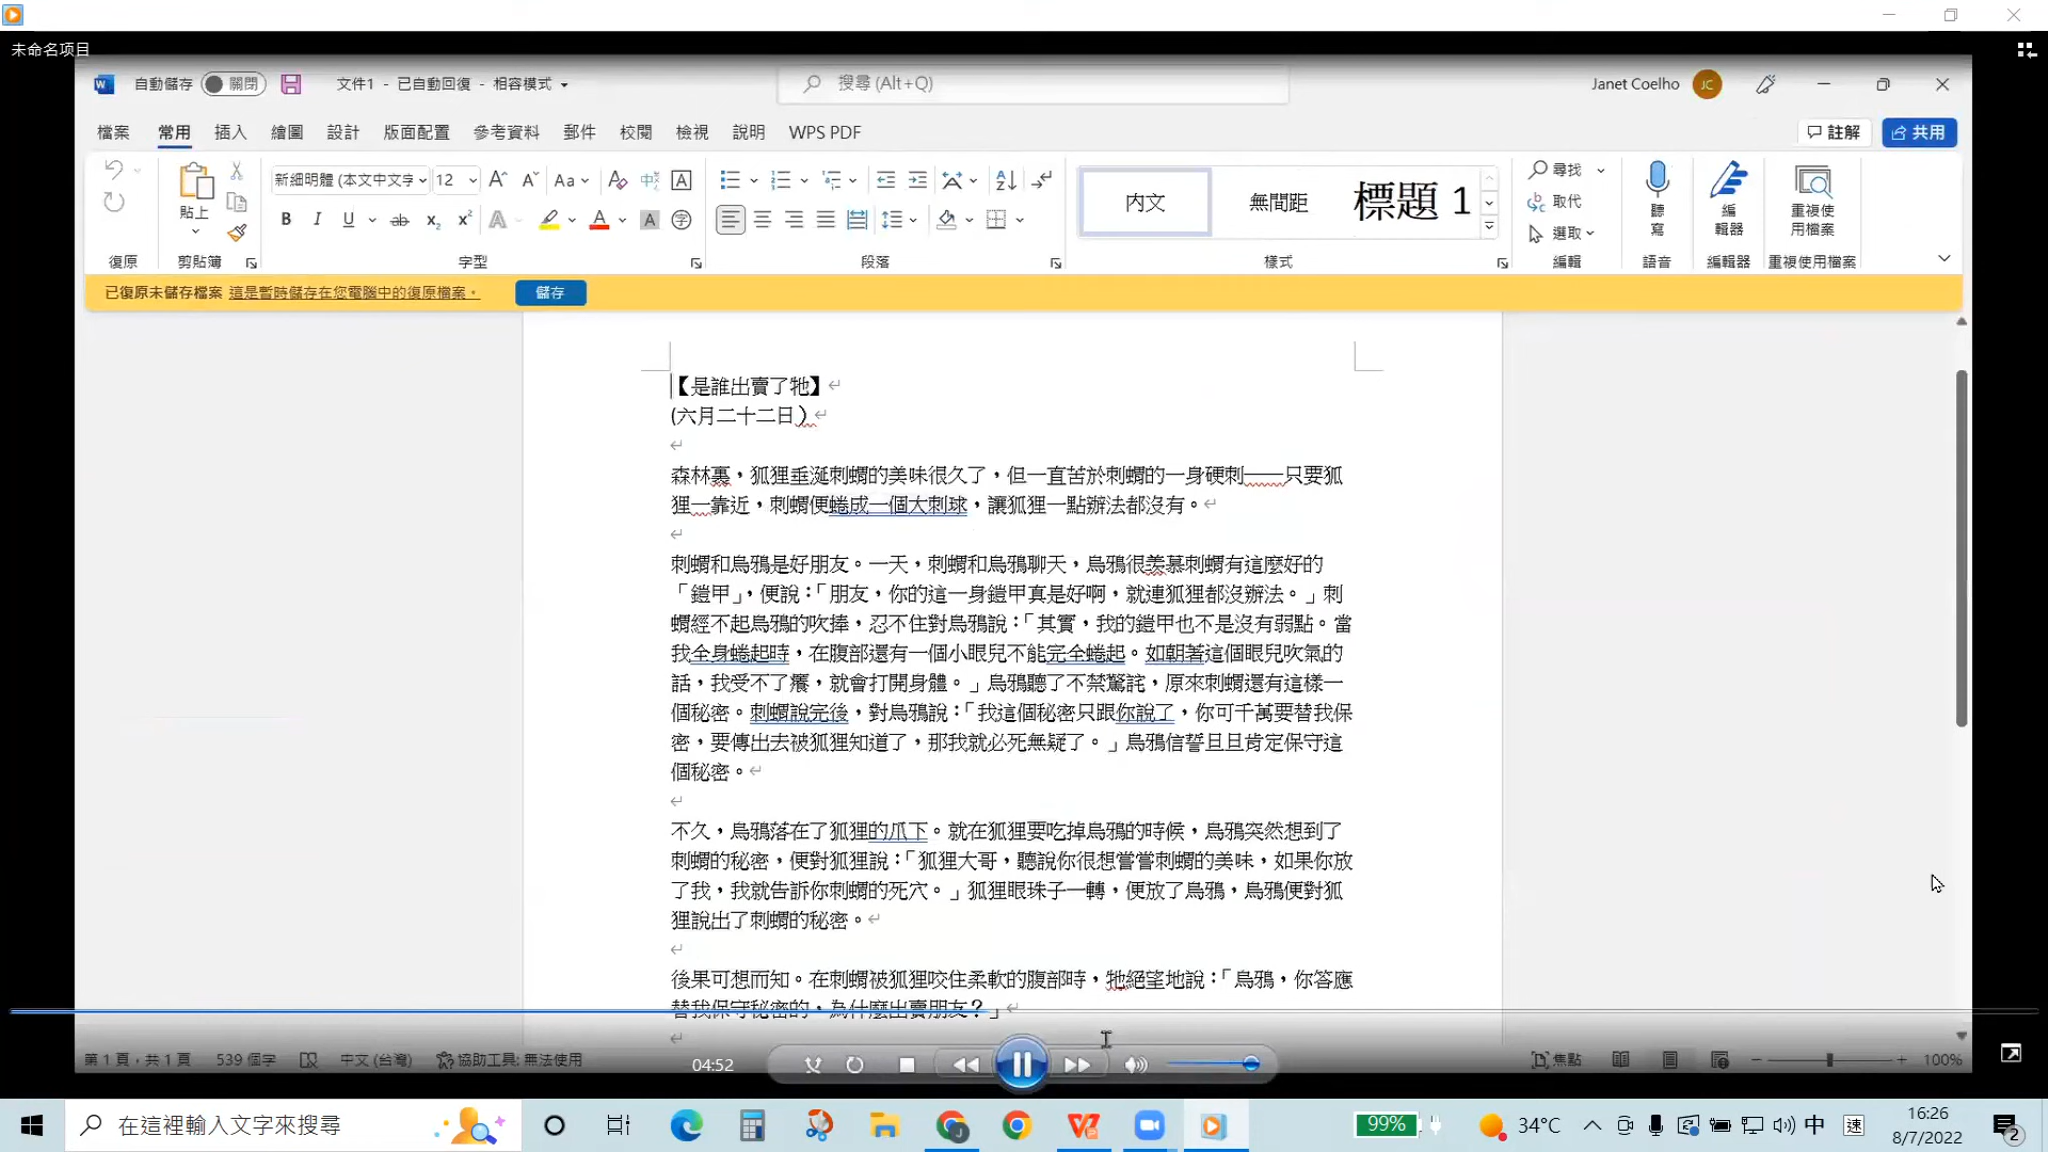 未命名项目
自動儲存 關閉 文件1 - 已自動回復 - 相容模式 搜尋 (Alt+Q) Janet Coelho JC
檔案 常用 插入 繪圖 設計 版面配置 參考資料 郵件 校閱 檢視 說明 WPS PDF 註解 共用
新細明體 (本文中文字 12 內文 無間距 標題 1 尋找 取代 選取
貼上 聽寫 編輯器 重複使用檔案
復原 剪貼簿 字型 段落 樣式 編輯 語音 編輯器 重複使用檔案
已復原未儲存檔案 這是暫時儲存在您電腦中的復原檔案。 儲存
【是誰出賣了牠】
(六月二十二日)
森林裏，狐狸垂涎刺蝟的美味很久了，但一直苦於刺蝟的一身硬刺——只要狐
狸一靠近，刺蝟便蜷成一個大刺球，讓狐狸一點辦法都沒有。
刺蝟和烏鴉是好朋友。一天，刺蝟和烏鴉聊天，烏鴉很羨慕刺蝟有這麼好的
「鎧甲」，便說：「朋友，你的這一身鎧甲真是好啊，就連狐狸都沒辦法。」刺
蝟經不起烏鴉的吹捧，忍不住對烏鴉說：「其實，我的鎧甲也不是沒有弱點。當
我全身蜷起時，在腹部還有一個小眼兒不能完全蜷起。如朝著這個眼兒吹氣的
話，我受不了癢，就會打開身體。」烏鴉聽了不禁驚詫，原來刺蝟還有這樣一
個秘密。刺蝟說完後，對烏鴉說：「我這個秘密只跟你說了，你可千萬要替我保
密，要傳出去被狐狸知道了，那我就必死無疑了。」烏鴉信誓旦旦肯定保守這
個秘密。
不久，烏鴉落在了狐狸的爪下。就在狐狸要吃掉烏鴉的時候，烏鴉突然想到了
刺蝟的秘密，便對狐狸說：「狐狸大哥，聽說你很想嘗嘗刺蝟的美味，如果你放
了我，我就告訴你刺蝟的死穴。」狐狸眼珠子一轉，便放了烏鴉，烏鴉便對狐
狸說出了刺蝟的秘密。
後果可想而知。在刺蝟被狐狸咬住柔軟的腹部時，牠絕望地說：「烏鴉，你答應
替我保守秘密的，為什麼出賣朋友？」
第 1 頁，共 1 頁 539 個字 中文 (台灣) 協助工具: 無法使用 04:52 焦點 100%
在這裡輸入文字來搜尋 99% 34°C 中 速 16:26
8/7/2022 2